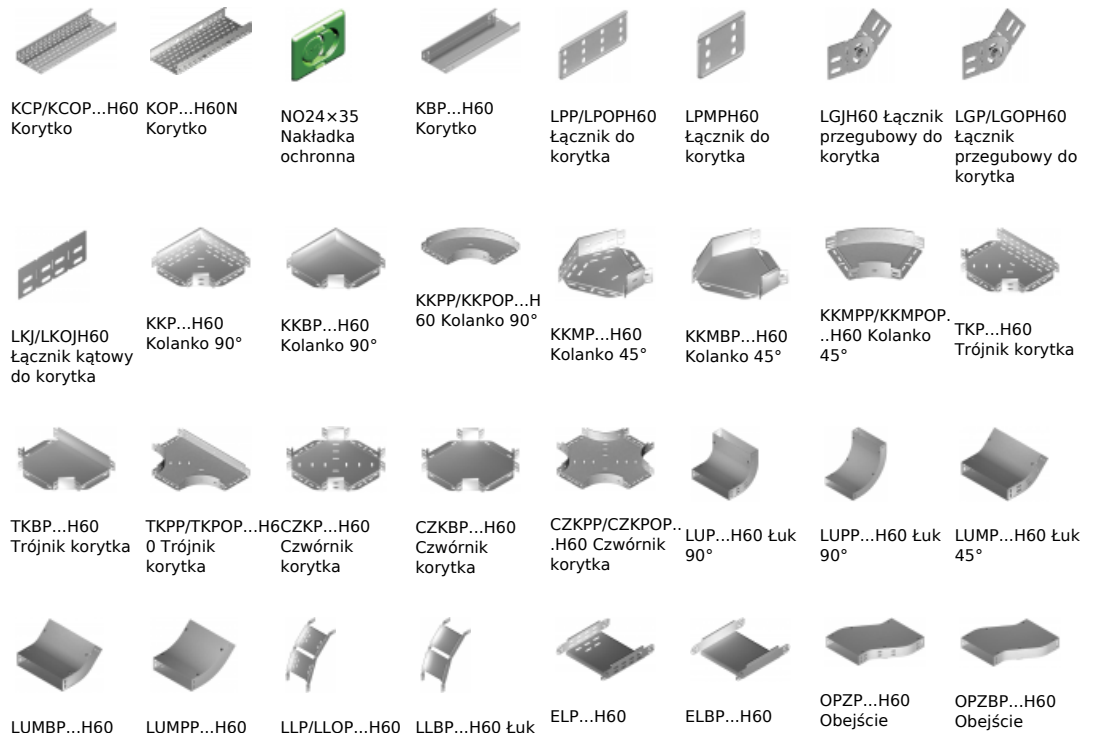 KCP/KCOP...H60
Korytko
KOP...H60N
Korytko
NO24×35
Nakładka
ochronna
KBP...H60
Korytko
LPP/LPOPH60
Łącznik do
korytka
LPMPH60
Łącznik do
korytka
LGJH60 Łącznik
przegubowy do
korytka
LGP/LGOPH60
Łącznik
przegubowy do
korytka
LKJ/LKOJH60
Łącznik kątowy
do korytka
KKP...H60
Kolanko 90°
KKBP...H60
Kolanko 90°
KKPP/KKPOP...H
60 Kolanko 90°
KKMP...H60
Kolanko 45°
KKMBP...H60
Kolanko 45°
KKMPP/KKMPOP.
..H60 Kolanko
45°
TKP...H60
Trójnik korytka
TKBP...H60
Trójnik korytka
TKPP/TKPOP...H6
0 Trójnik
korytka
CZKP...H60
Czwórnik
korytka
CZKBP...H60
Czwórnik
korytka
CZKPP/CZKPOP..
.H60 Czwórnik
korytka
LUP...H60 Łuk
90°
LUPP...H60 Łuk
90°
LUMP...H60 Łuk
45°
LUMBP...H60
LUMPP...H60
LLP/LLOP...H60
LLBP...H60 Łuk
ELP...H60
ELBP...H60
OPZP...H60
Obejście
OPZBP...H60
Obejście